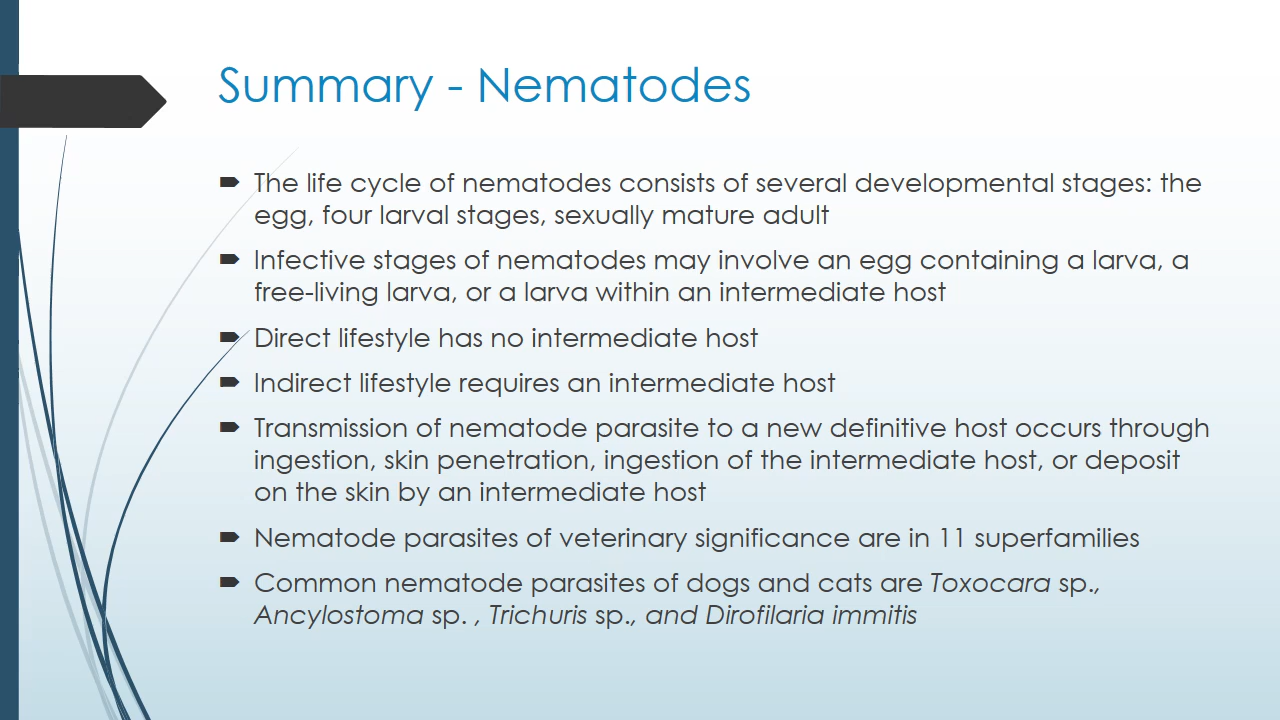 Summary - Nematodes
The life cycle of nematodes consists of several developmental stages: the
egg, four larval stages, sexually mature adult
Infective stages of nematodes may involve an egg containing a larva, a
free-living larva, or a larva within an intermediate host
Direct lifestyle has no intermediate host
Indirect lifestyle requires an intermediate host
Transmission of nematode parasite to a new definitive host occurs through
ingestion, skin penetration, ingestion of the intermediate host, or deposit
on the skin by an intermediate host
Nematode parasites of veterinary significance are in 11 superfamilies
Common nematode parasites of dogs and cats are Toxocara sp.,
Ancylostoma sp. , Trichuris sp., and Dirofilaria immitis